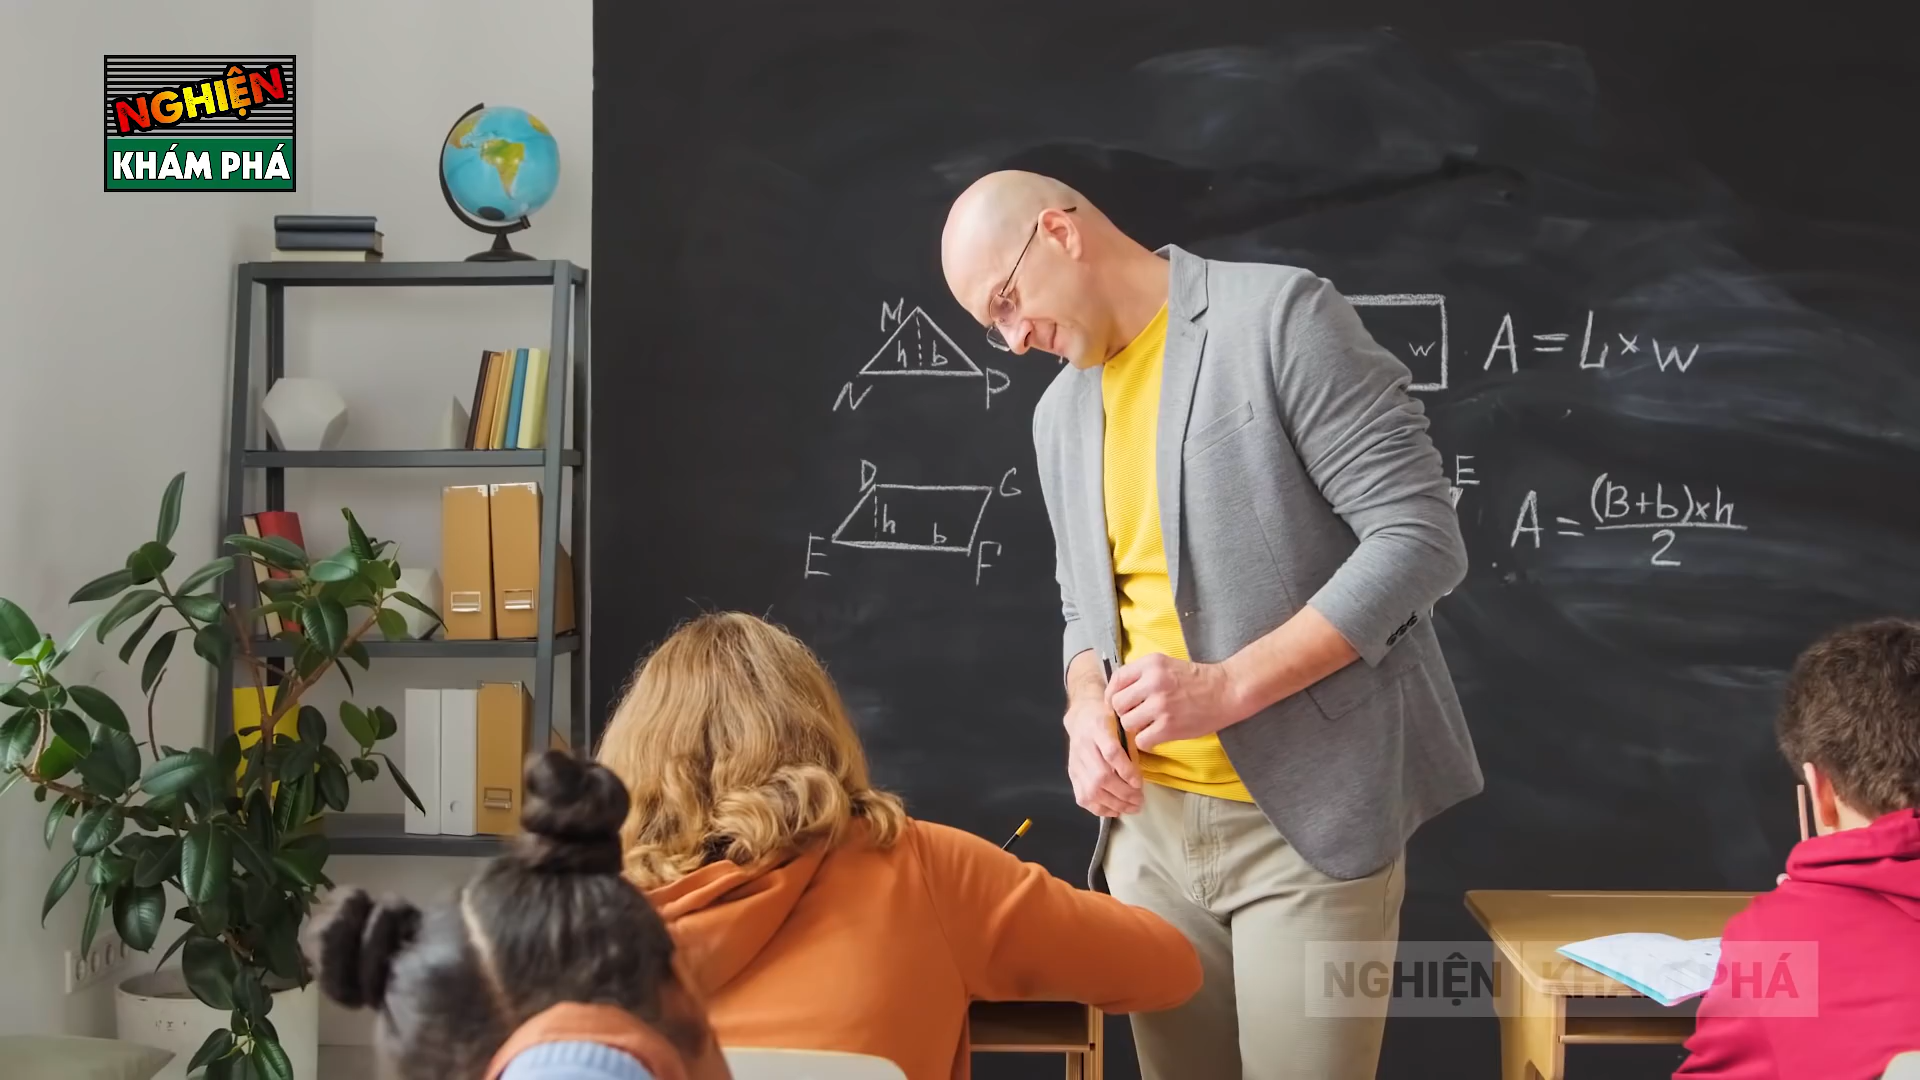 NGHIỆN
KHÁM PHÁ
M
h b
N P
w
A = L × w
D G
h b
E F
E
A = (B+b)×h
2
NGHIỆN KHÁM PHÁ